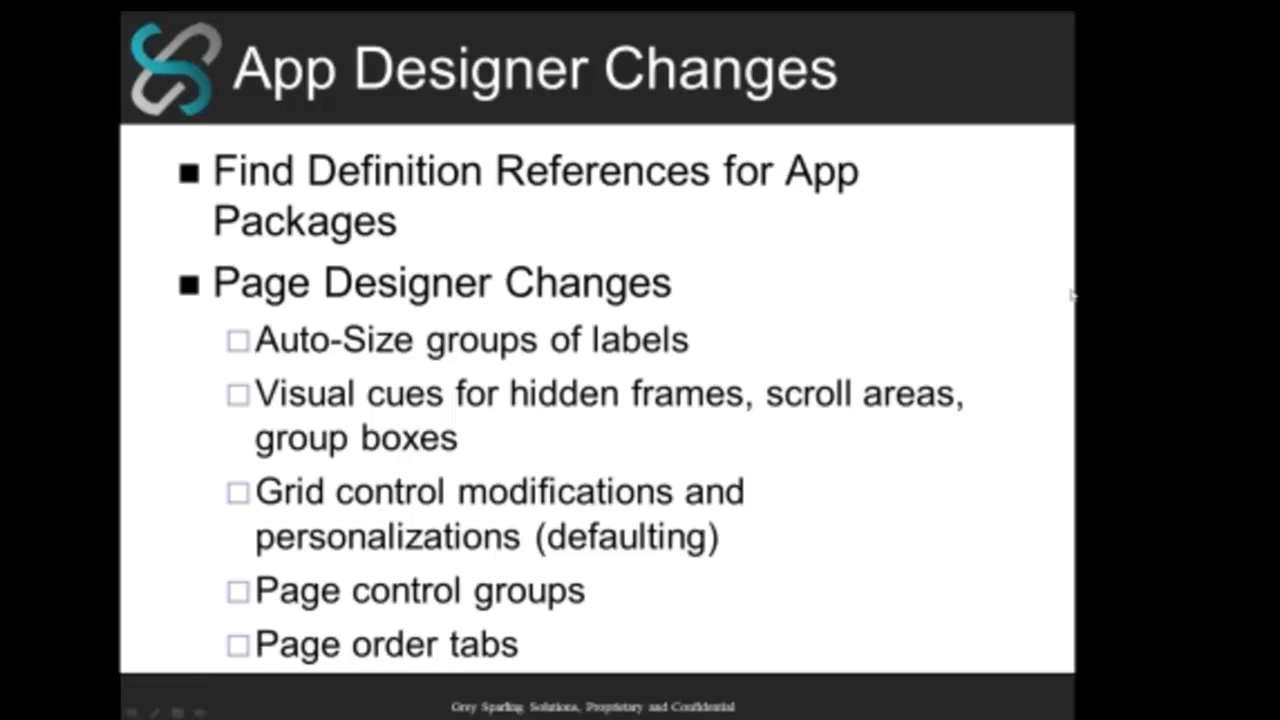 App Designer Changes
Find Definition References for App
Packages
Page Designer Changes
Auto-Size groups of labels
Visual cues for hidden frames, scroll areas,
group boxes
Grid control modifications and
personalizations (defaulting)
Page control groups
Page order tabs
Grey Sparling Solutions, Proprietary and Confidential